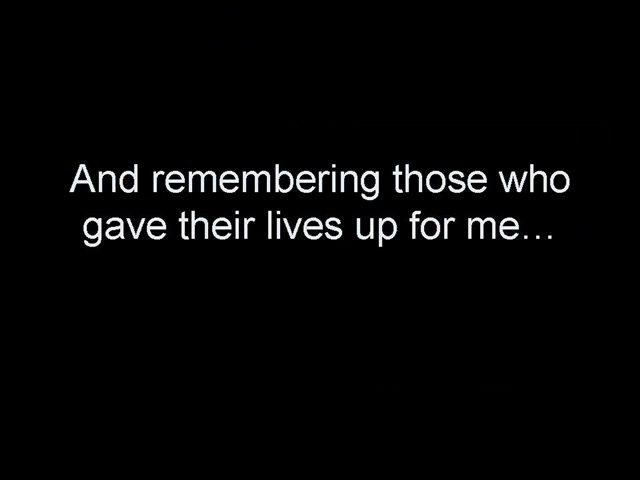 And remembering those who
gave their lives up for me…